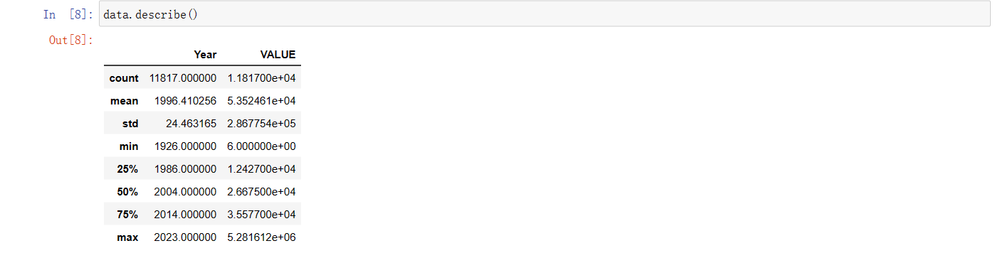 In [8]: data.describe()
Out[8]:
Year VALUE
count 11817.000000 1.181700e+04
mean 1996.410256 5.352461e+04
std 24.463165 2.867754e+05
min 1926.000000 6.000000e+00
25% 1986.000000 1.242700e+04
50% 2004.000000 2.667500e+04
75% 2014.000000 3.557700e+04
max 2023.000000 5.281612e+06